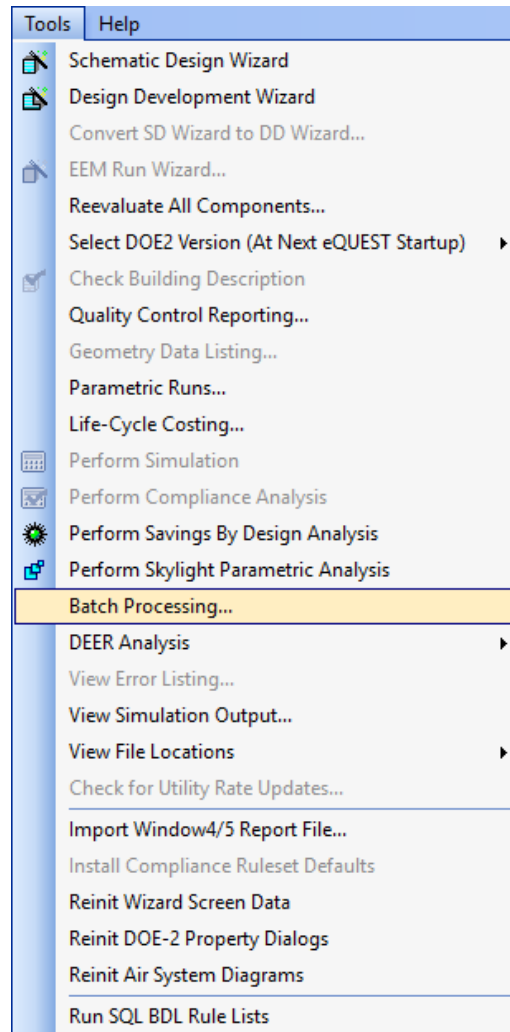 Tools Help
Schematic Design Wizard
Design Development Wizard
Convert SD Wizard to DD Wizard...
EEM Run Wizard...
Reevaluate All Components...
Select DOE2 Version (At Next eQUEST Startup)
Check Building Description
Quality Control Reporting...
Geometry Data Listing...
Parametric Runs...
Life-Cycle Costing...
Perform Simulation
Perform Compliance Analysis
Perform Savings By Design Analysis
Perform Skylight Parametric Analysis
Batch Processing...
DEER Analysis
View Error Listing...
View Simulation Output...
View File Locations
Check for Utility Rate Updates...
Import Window4/5 Report File...
Install Compliance Ruleset Defaults
Reinit Wizard Screen Data
Reinit DOE-2 Property Dialogs
Reinit Air System Diagrams
Run SQL BDL Rule Lists